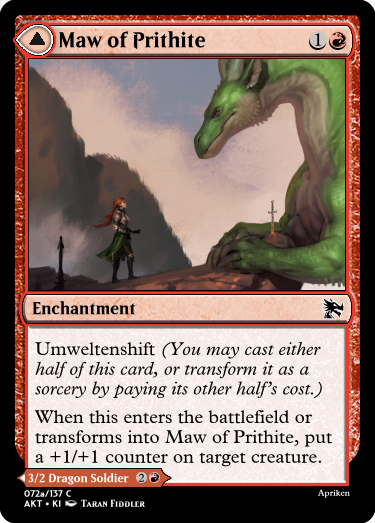 Maw of Prithite 1
Enchantment
Umweltenshift (You may cast either
half of this card, or transform it as a
sorcery by paying its other half's cost.)
When this enters the battlefield or
transforms into Maw of Prithite, put
a +1/+1 counter on target creature.
3/2 Dragon Soldier 2
072a/137 C
Apriken
AKT • KI Taran Fiddler